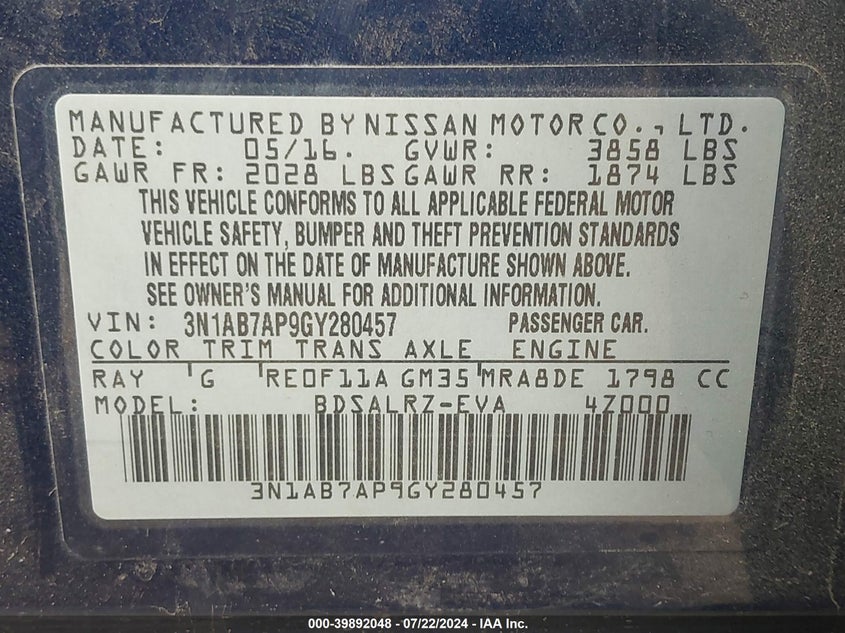 MANUFACTURED BY NISSAN MOTOR CO., LTD.
DATE: 05/16. GVWR: 3858 LBS
GAWR FR: 2028 LBS GAWR RR: 1874 LBS
THIS VEHICLE CONFORMS TO ALL APPLICABLE FEDERAL MOTOR
VEHICLE SAFETY, BUMPER AND THEFT PREVENTION STANDARDS
IN EFFECT ON THE DATE OF MANUFACTURE SHOWN ABOVE.
SEE OWNER'S MANUAL FOR ADDITIONAL INFORMATION.
VIN: 3N1AB7AP9GY280457 PASSENGER CAR.
COLOR TRIM TRANS AXLE ENGINE
RAY 'G 'RE0F11A GM35'MRA8DE 1798 CC
MODEL: BDSALRZ-EVA 4Z000
3N1AB7AP9GY280457
000-39892048 - 07/22/2024 - IAA Inc.